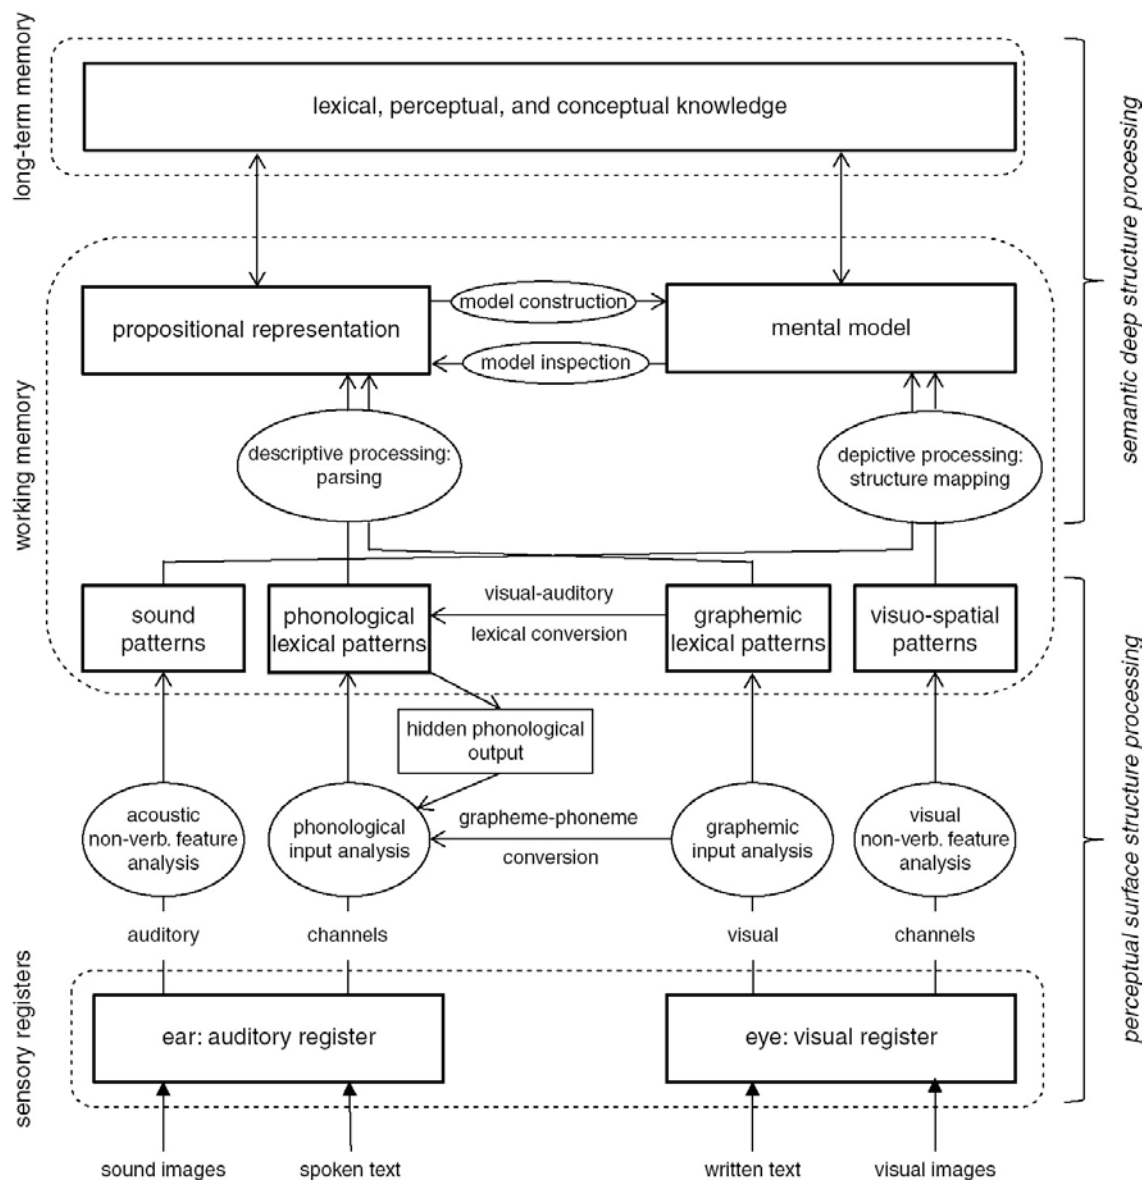 long-term memory
lexical, perceptual, and conceptual knowledge
semantic deep structure processing
working memory
propositional representation
model construction
model inspection
mental model
descriptive processing:
parsing
depictive processing:
structure mapping
sound
patterns
phonological
lexical patterns
visual-auditory
lexical conversion
graphemic
lexical patterns
visuo-spatial
patterns
perceptual surface structure processing
hidden phonological
output
acoustic
non-verb. feature
analysis
phonological
input analysis
grapheme-phoneme
conversion
graphemic
input analysis
visual
non-verb. feature
analysis
auditory
channels
visual
channels
sensory registers
ear: auditory register
eye: visual register
sound images
spoken text
written text
visual images